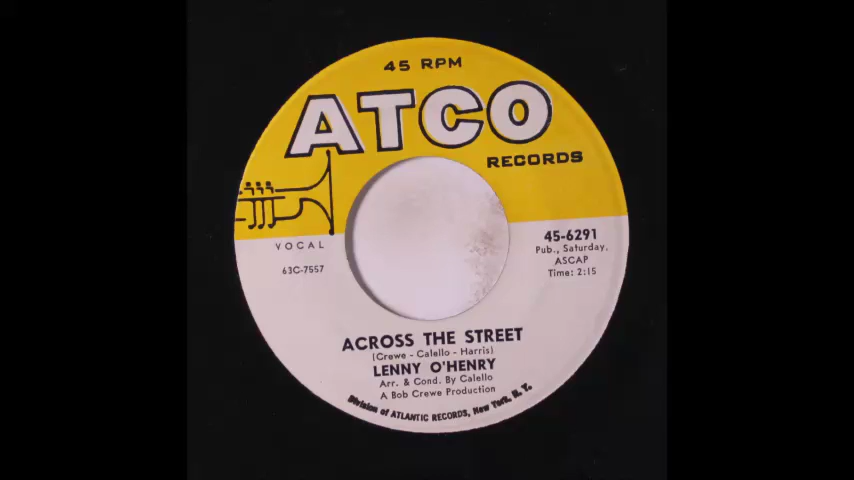 45 RPM
ATCO
RECORDS
VOCAL
63C-7557
45-6291
Pub., Saturday,
ASCAP
Time: 2:15
ACROSS THE STREET
(Crewe - Calello - Harris)
LENNY O'HENRY
Arr. & Cond. By Calello
A Bob Crewe Production
Division of ATLANTIC RECORDS, New York, N. Y.